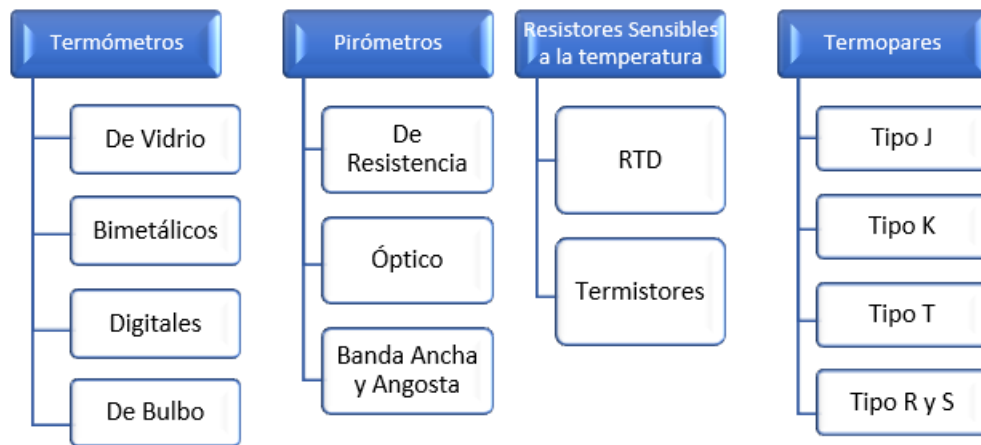 Termómetros
De Vidrio
Bimetálicos
Digitales
De Bulbo
Pirómetros
De
Resistencia
Óptico
Banda Ancha
y Angosta
Resistores Sensibles
a la temperatura
RTD
Termistores
Termopares
Tipo J
Tipo K
Tipo T
Tipo R y S